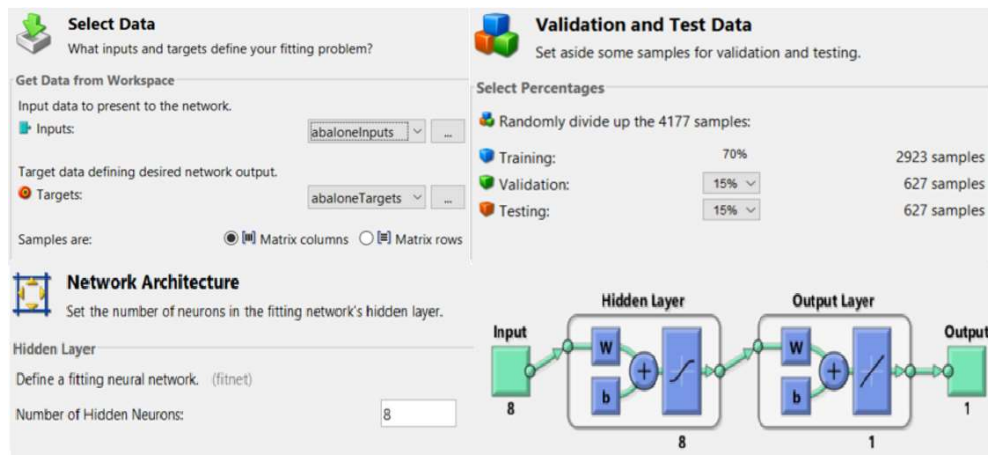 Select Data
What inputs and targets define your fitting problem?
Get Data from Workspace
Input data to present to the network.
Inputs:
abaloneInputs
...
Target data defining desired network output.
Targets:
abaloneTargets
...
Samples are:
Matrix columns
Matrix rows
Validation and Test Data
Set aside some samples for validation and testing.
Select Percentages
Randomly divide up the 4177 samples:
Training: 70% 2923 samples
Validation: 15% 627 samples
Testing: 15% 627 samples
Network Architecture
Set the number of neurons in the fitting network's hidden layer.
Hidden Layer
Define a fitting neural network. (fitnet)
Number of Hidden Neurons: 8
Hidden Layer
Output Layer
Input
Output
W
b
+
W
b
+
8
8
1
1